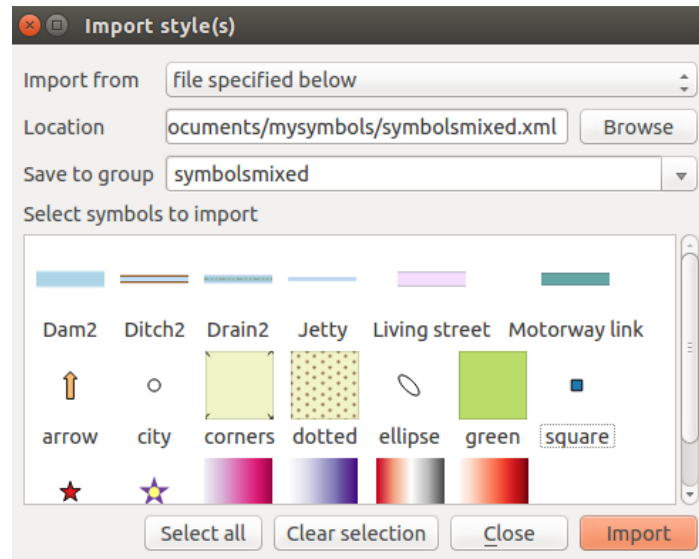 Import style(s)
Import from file specified below
Location ocuments/mysymbols/symbolsmixed.xml Browse
Save to group symbolsmixed
Select symbols to import
Dam2 Ditch2 Drain2 Jetty Living street Motorway link
arrow city corners dotted ellipse green square
Select all Clear selection Close Import